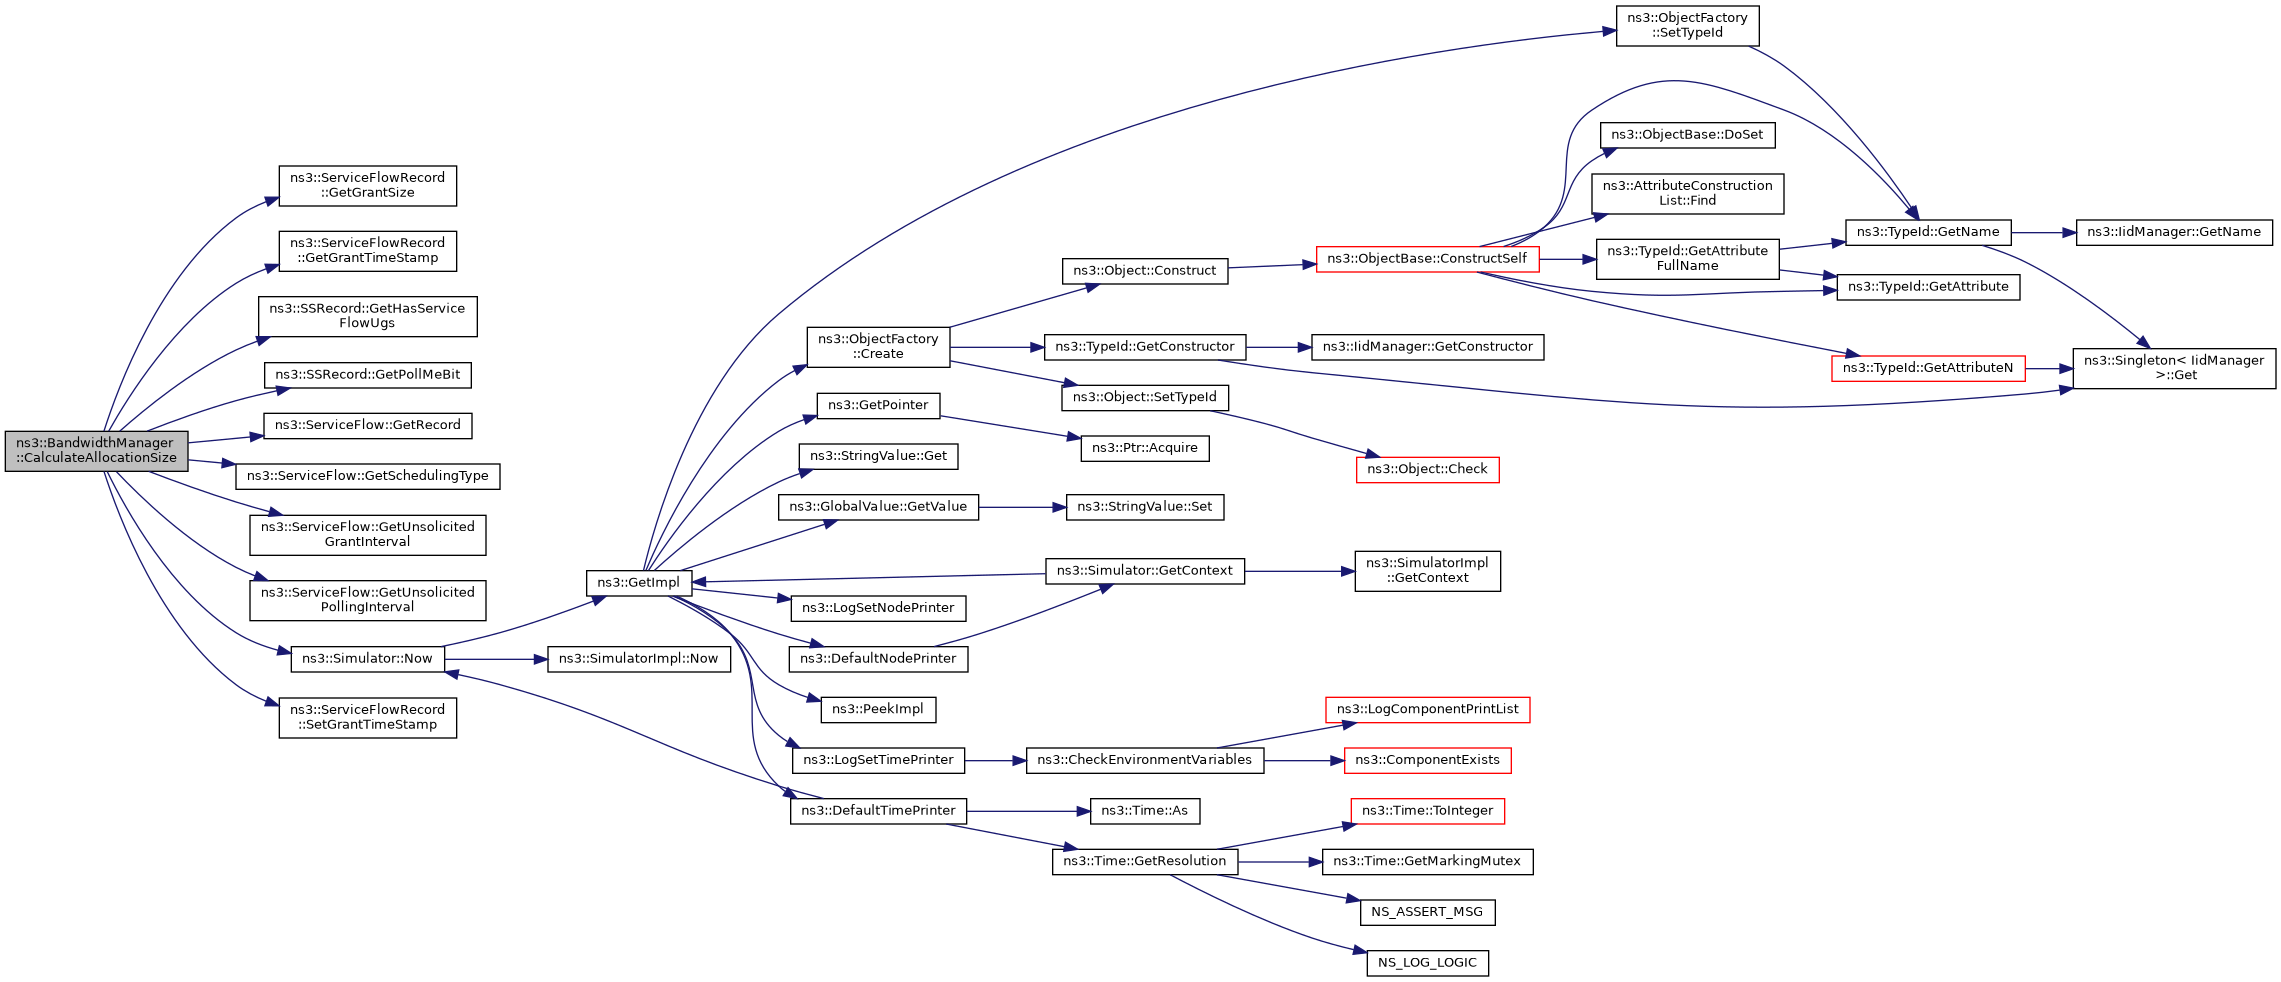 ns3::BandwidthManager
::CalculateAllocationSize
ns3::ServiceFlowRecord
::GetGrantSize
ns3::ServiceFlowRecord
::GetGrantTimeStamp
ns3::SSRecord::GetHasService
FlowUgs
ns3::SSRecord::GetPollMeBit
ns3::ServiceFlow::GetRecord
ns3::ServiceFlow::GetSchedulingType
ns3::ServiceFlow::GetUnsolicited
GrantInterval
ns3::ServiceFlow::GetUnsolicited
PollingInterval
ns3::Simulator::Now
ns3::ServiceFlowRecord
::SetGrantTimeStamp
ns3::GetImpl
ns3::SimulatorImpl::Now
ns3::ObjectFactory
::Create
ns3::GetPointer
ns3::StringValue::Get
ns3::GlobalValue::GetValue
ns3::LogSetNodePrinter
ns3::DefaultNodePrinter
ns3::PeekImpl
ns3::LogSetTimePrinter
ns3::DefaultTimePrinter
ns3::Object::Construct
ns3::TypeId::GetConstructor
ns3::Object::SetTypeId
ns3::Ptr::Acquire
ns3::StringValue::Set
ns3::Simulator::GetContext
ns3::CheckEnvironmentVariables
ns3::Time::As
ns3::Time::GetResolution
ns3::ObjectBase::ConstructSelf
ns3::IidManager::GetConstructor
ns3::Object::Check
ns3::SimulatorImpl
::GetContext
ns3::LogComponentPrintList
ns3::ComponentExists
ns3::Time::ToInteger
ns3::Time::GetMarkingMutex
NS_ASSERT_MSG
NS_LOG_LOGIC
ns3::ObjectFactory
::SetTypeId
ns3::ObjectBase::DoSet
ns3::AttributeConstruction
List::Find
ns3::TypeId::GetAttribute
FullName
ns3::TypeId::GetName
ns3::TypeId::GetAttribute
ns3::TypeId::GetAttributeN
ns3::IidManager::GetName
ns3::Singleton< IidManager
>::Get